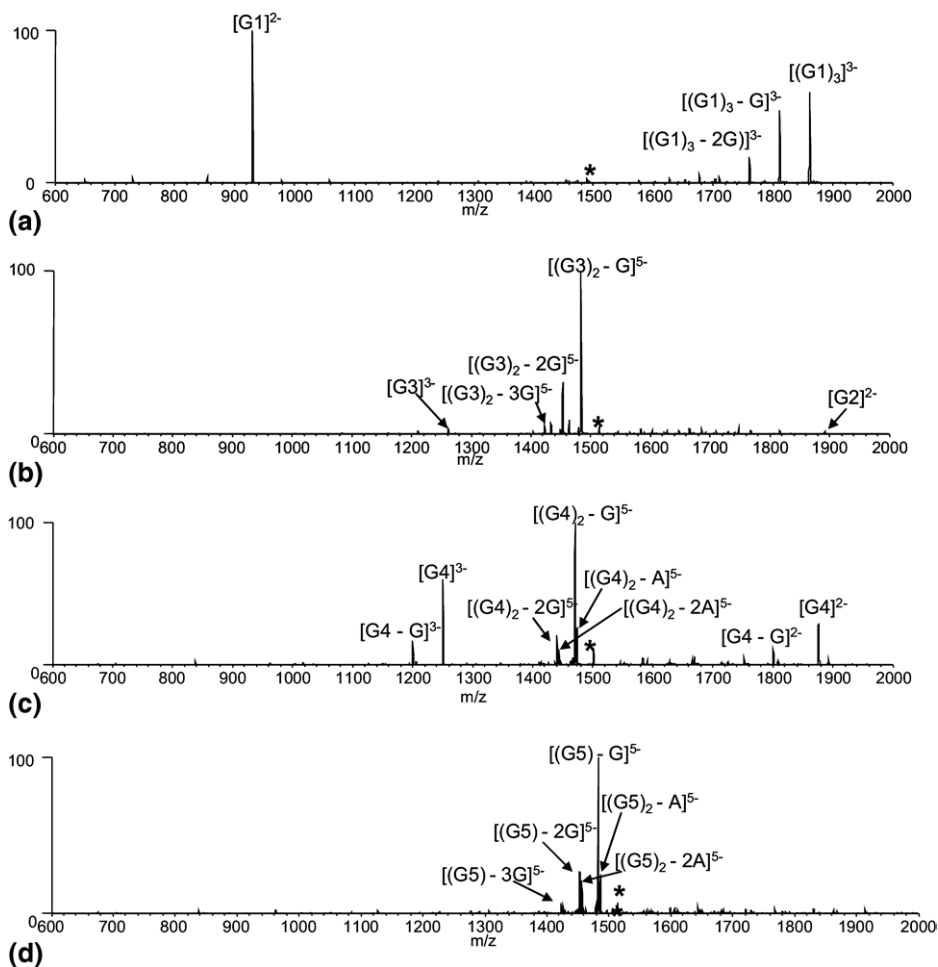 100
[G1]²⁻
[(G1)₃]³⁻
[(G1)₃ - G]³⁻
[(G1)₃ - 2G)]³⁻
*
0
600 700 800 900 1000 1100 1200 1300 1400 1500 1600 1700 1800 1900 2000
m/z
(a)
100
[(G3)₂ - G]⁵⁻
[(G3)₂ - 2G]⁵⁻
[G3]³⁻ [(G3)₂ - 3G]⁵⁻ [G2]²⁻
*
0
600 700 800 900 1000 1100 1200 1300 1400 1500 1600 1700 1800 1900 2000
m/z
(b)
100
[(G4)₂ - G]⁵⁻
[G4]³⁻ [(G4)₂ - A]⁵⁻
[(G4)₂ - 2G]⁵⁻ [(G4)₂ - 2A]⁵⁻ [G4]²⁻
[G4 - G]³⁻ [G4 - G]²⁻
*
0
600 700 800 900 1000 1100 1200 1300 1400 1500 1600 1700 1800 1900 2000
m/z
(c)
100
[(G5) - G]⁵⁻
[(G5)₂ - A]⁵⁻
[(G5) - 2G]⁵⁻
[(G5)₂ - 2A]⁵⁻
[(G5) - 3G]⁵⁻
*
0
600 700 800 900 1000 1100 1200 1300 1400 1500 1600 1700 1800 1900 2000
m/z
(d)